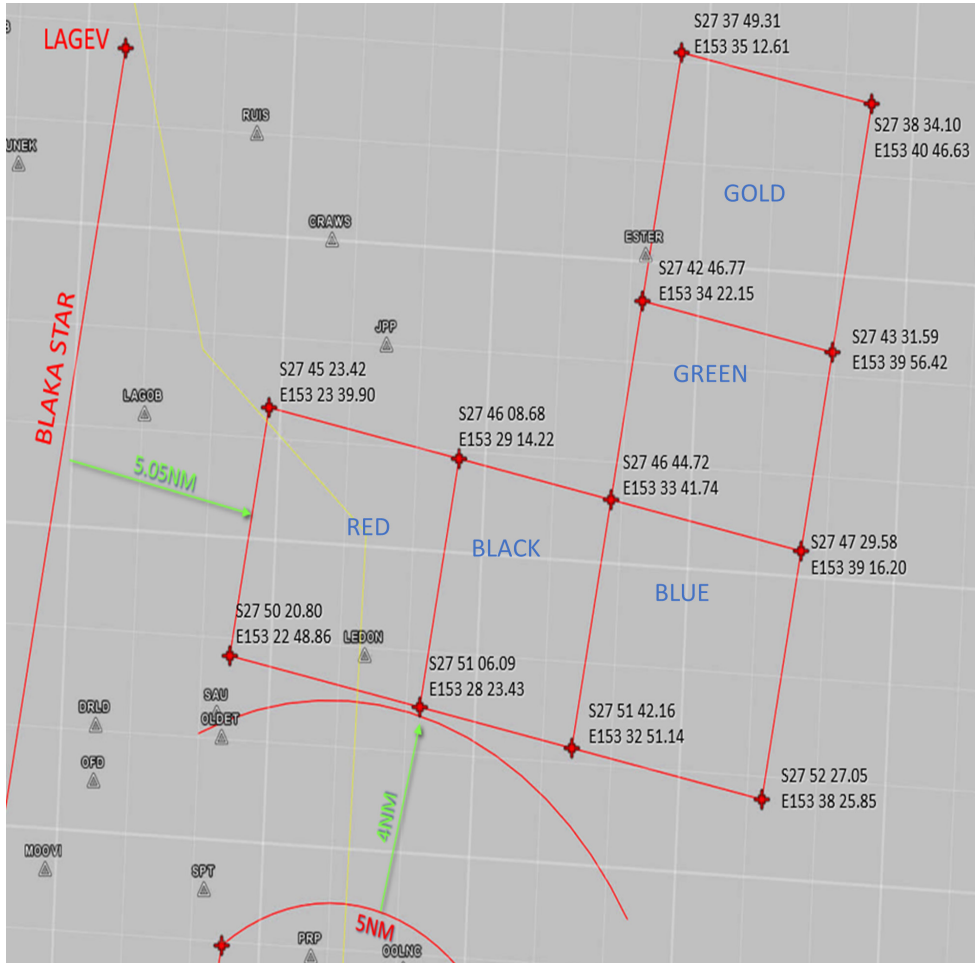 S27 37 49.31
E153 35 12.61
LAGEV
S27 38 34.10
E153 40 46.63
RUIS
UNEK
GOLD
CRAWS
ESTER
S27 42 46.77
E153 34 22.15
BLAKA STAR
JPP
S27 43 31.59
E153 39 56.42
S27 45 23.42
E153 23 39.90
GREEN
LAGOB
S27 46 08.68
E153 29 14.22
S27 46 44.72
E153 33 41.74
5.05NM
RED
BLACK
S27 47 29.58
E153 39 16.20
BLUE
S27 50 20.80
E153 22 48.86
LEDON
S27 51 06.09
E153 28 23.43
SAU
DRLD
OLDET
S27 51 42.16
E153 32 51.14
OFD
S27 52 27.05
E153 38 25.85
4NM
MOOVI
SPT
5NM
PRP
OOLNC